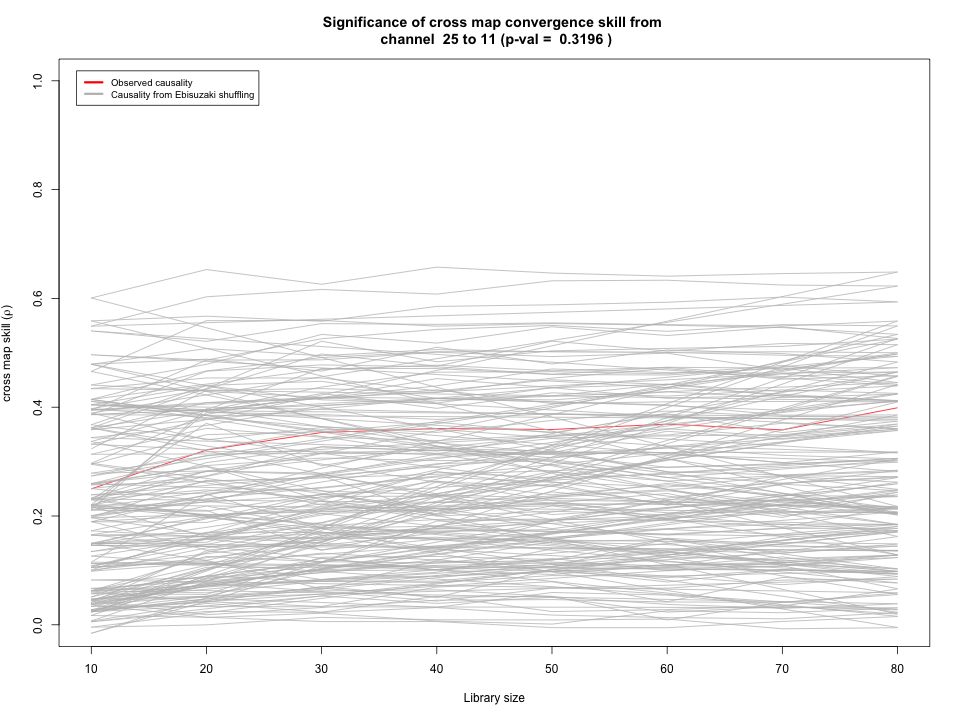 Significance of cross map convergence skill from
channel  25 to 11 (p-val =  0.3196 )
Observed causality
Causality from Ebisuzaki shuffling
cross map skill (ρ)
1.0
0.8
0.6
0.4
0.2
0.0
10 20 30 40 50 60 70 80
Library size